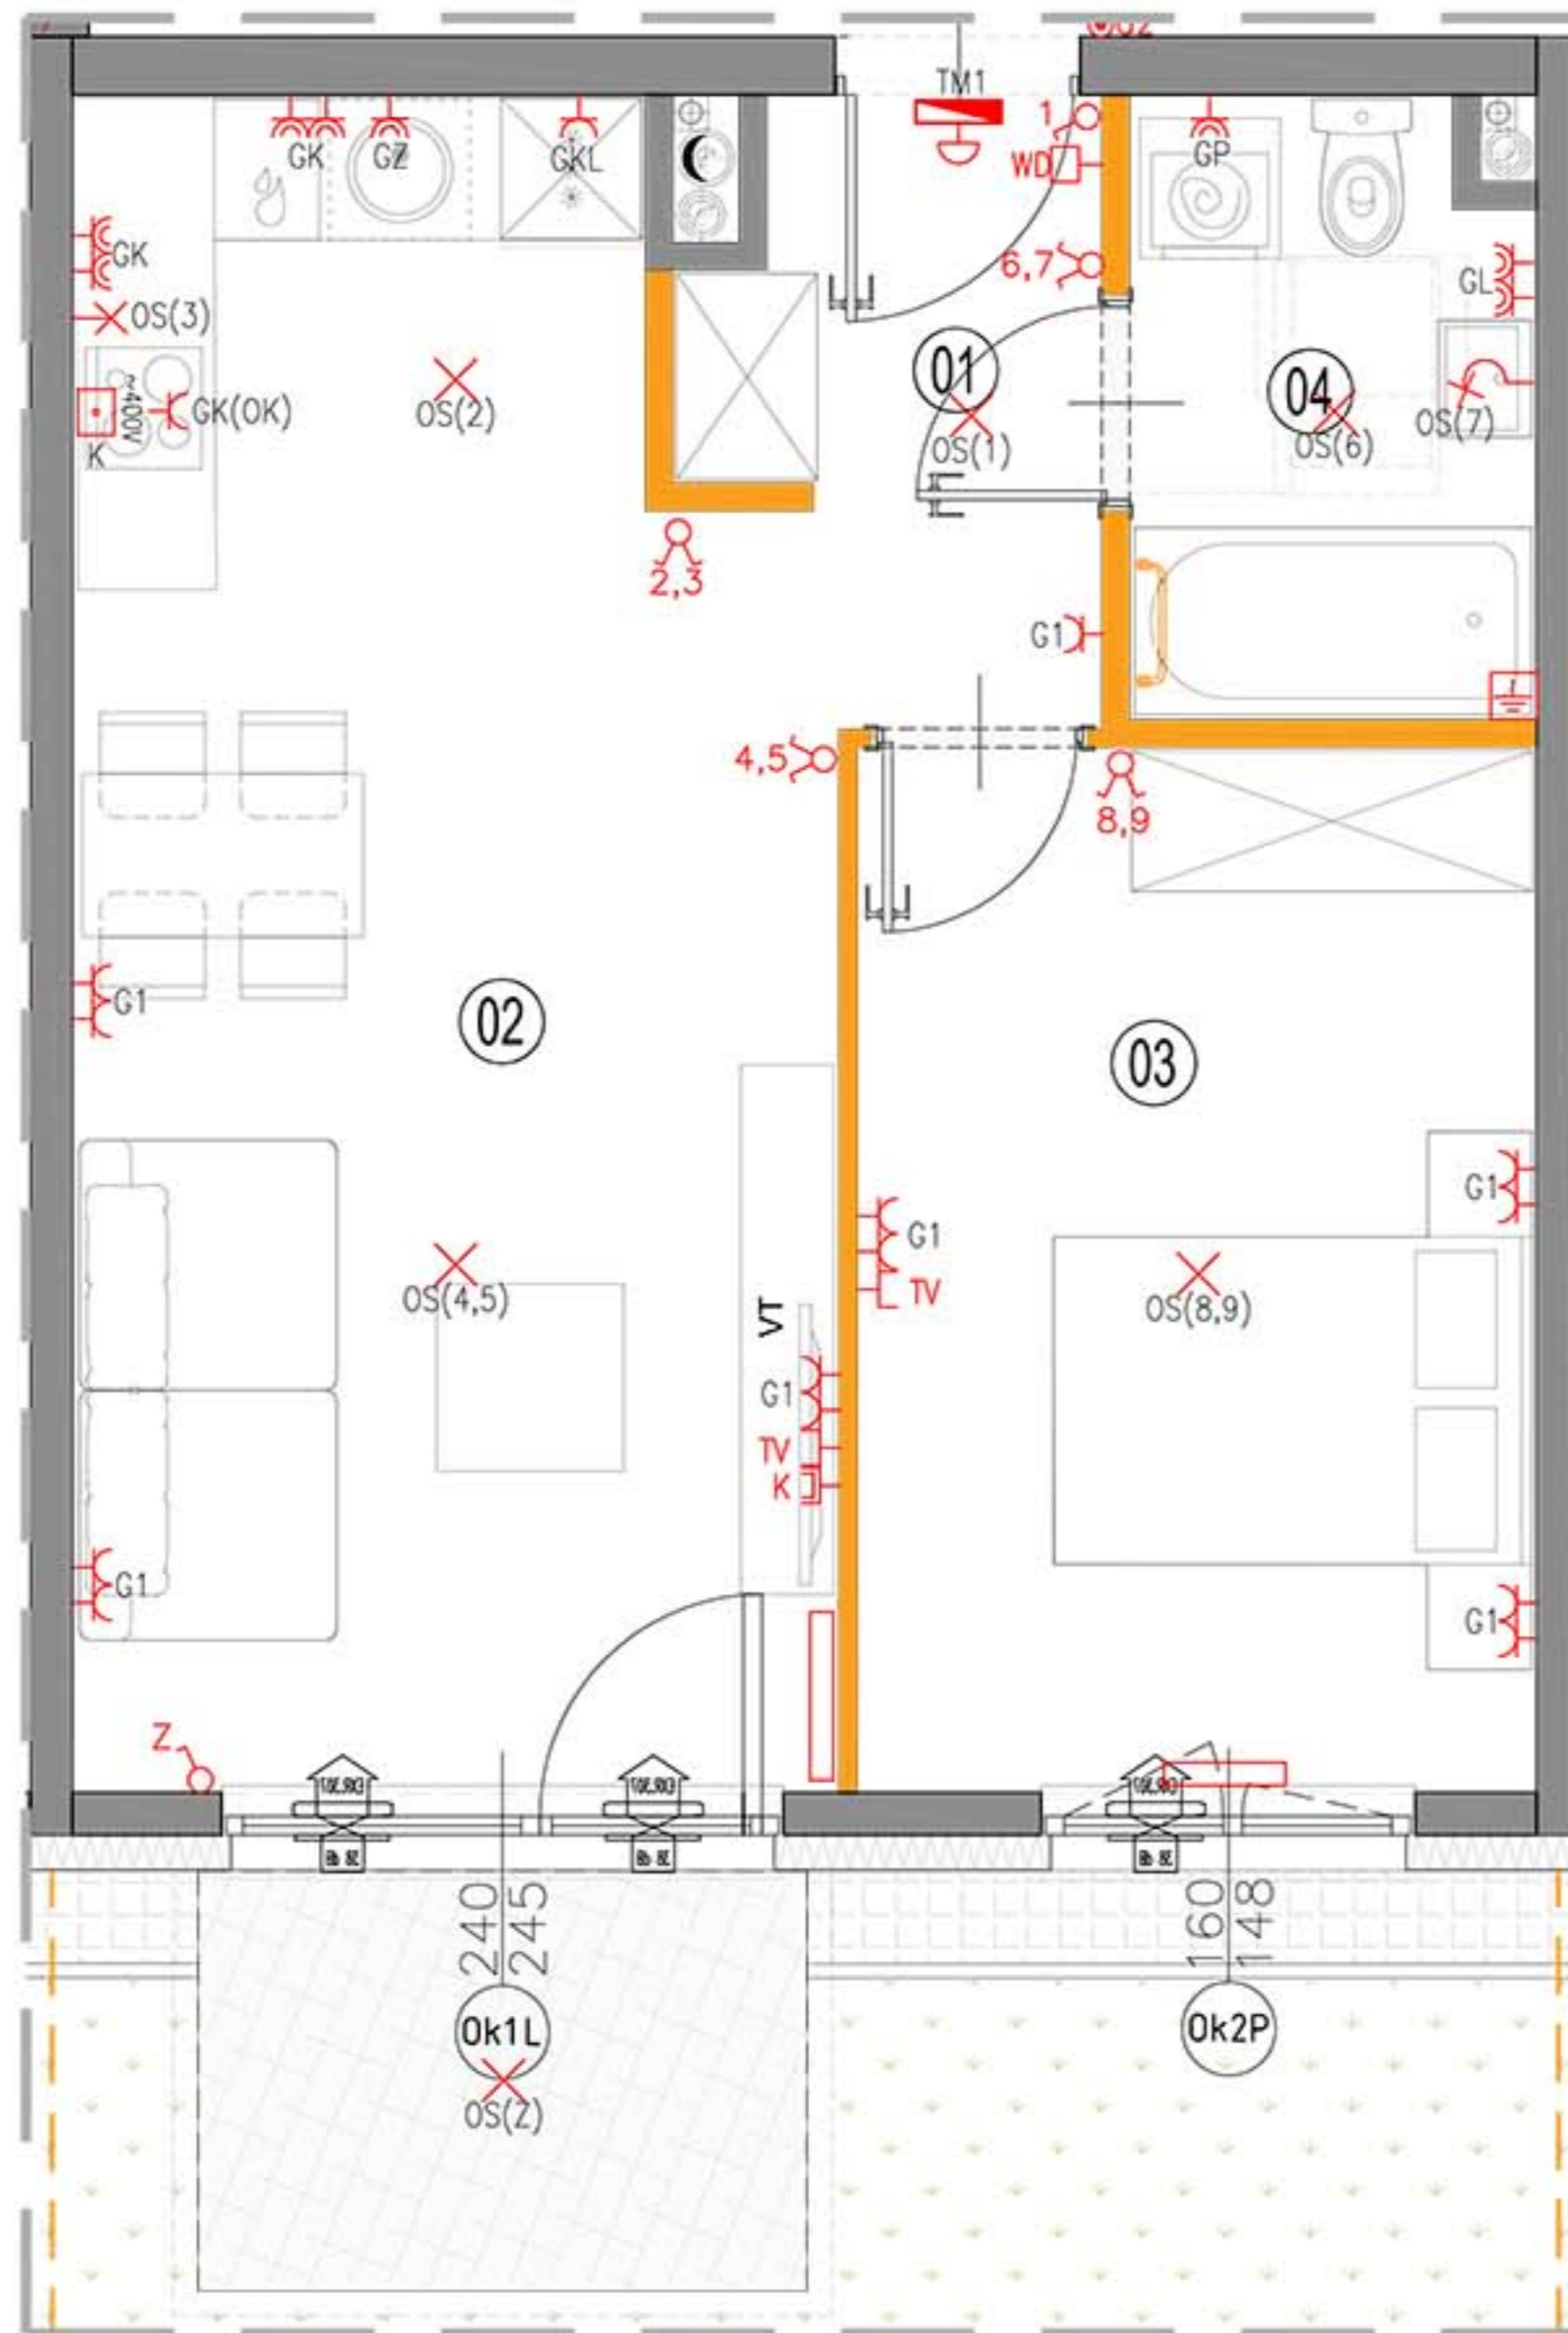 TM1
1
GK
GZ
GKL
GP
WD
GK
6,7
GL
OS(3)
01
04
~400V
GK(OK)
OS(2)
OS(7)
K
OS(1)
OS(6)
2,3
G1
4,5
8,9
G1
02
03
G1
G1
TV
OS(4,5)
OS(8,9)
VT
G1
TV
K
G1
G1
Z
240
245
160
148
Ok1L
Ok2P
OS(Z)